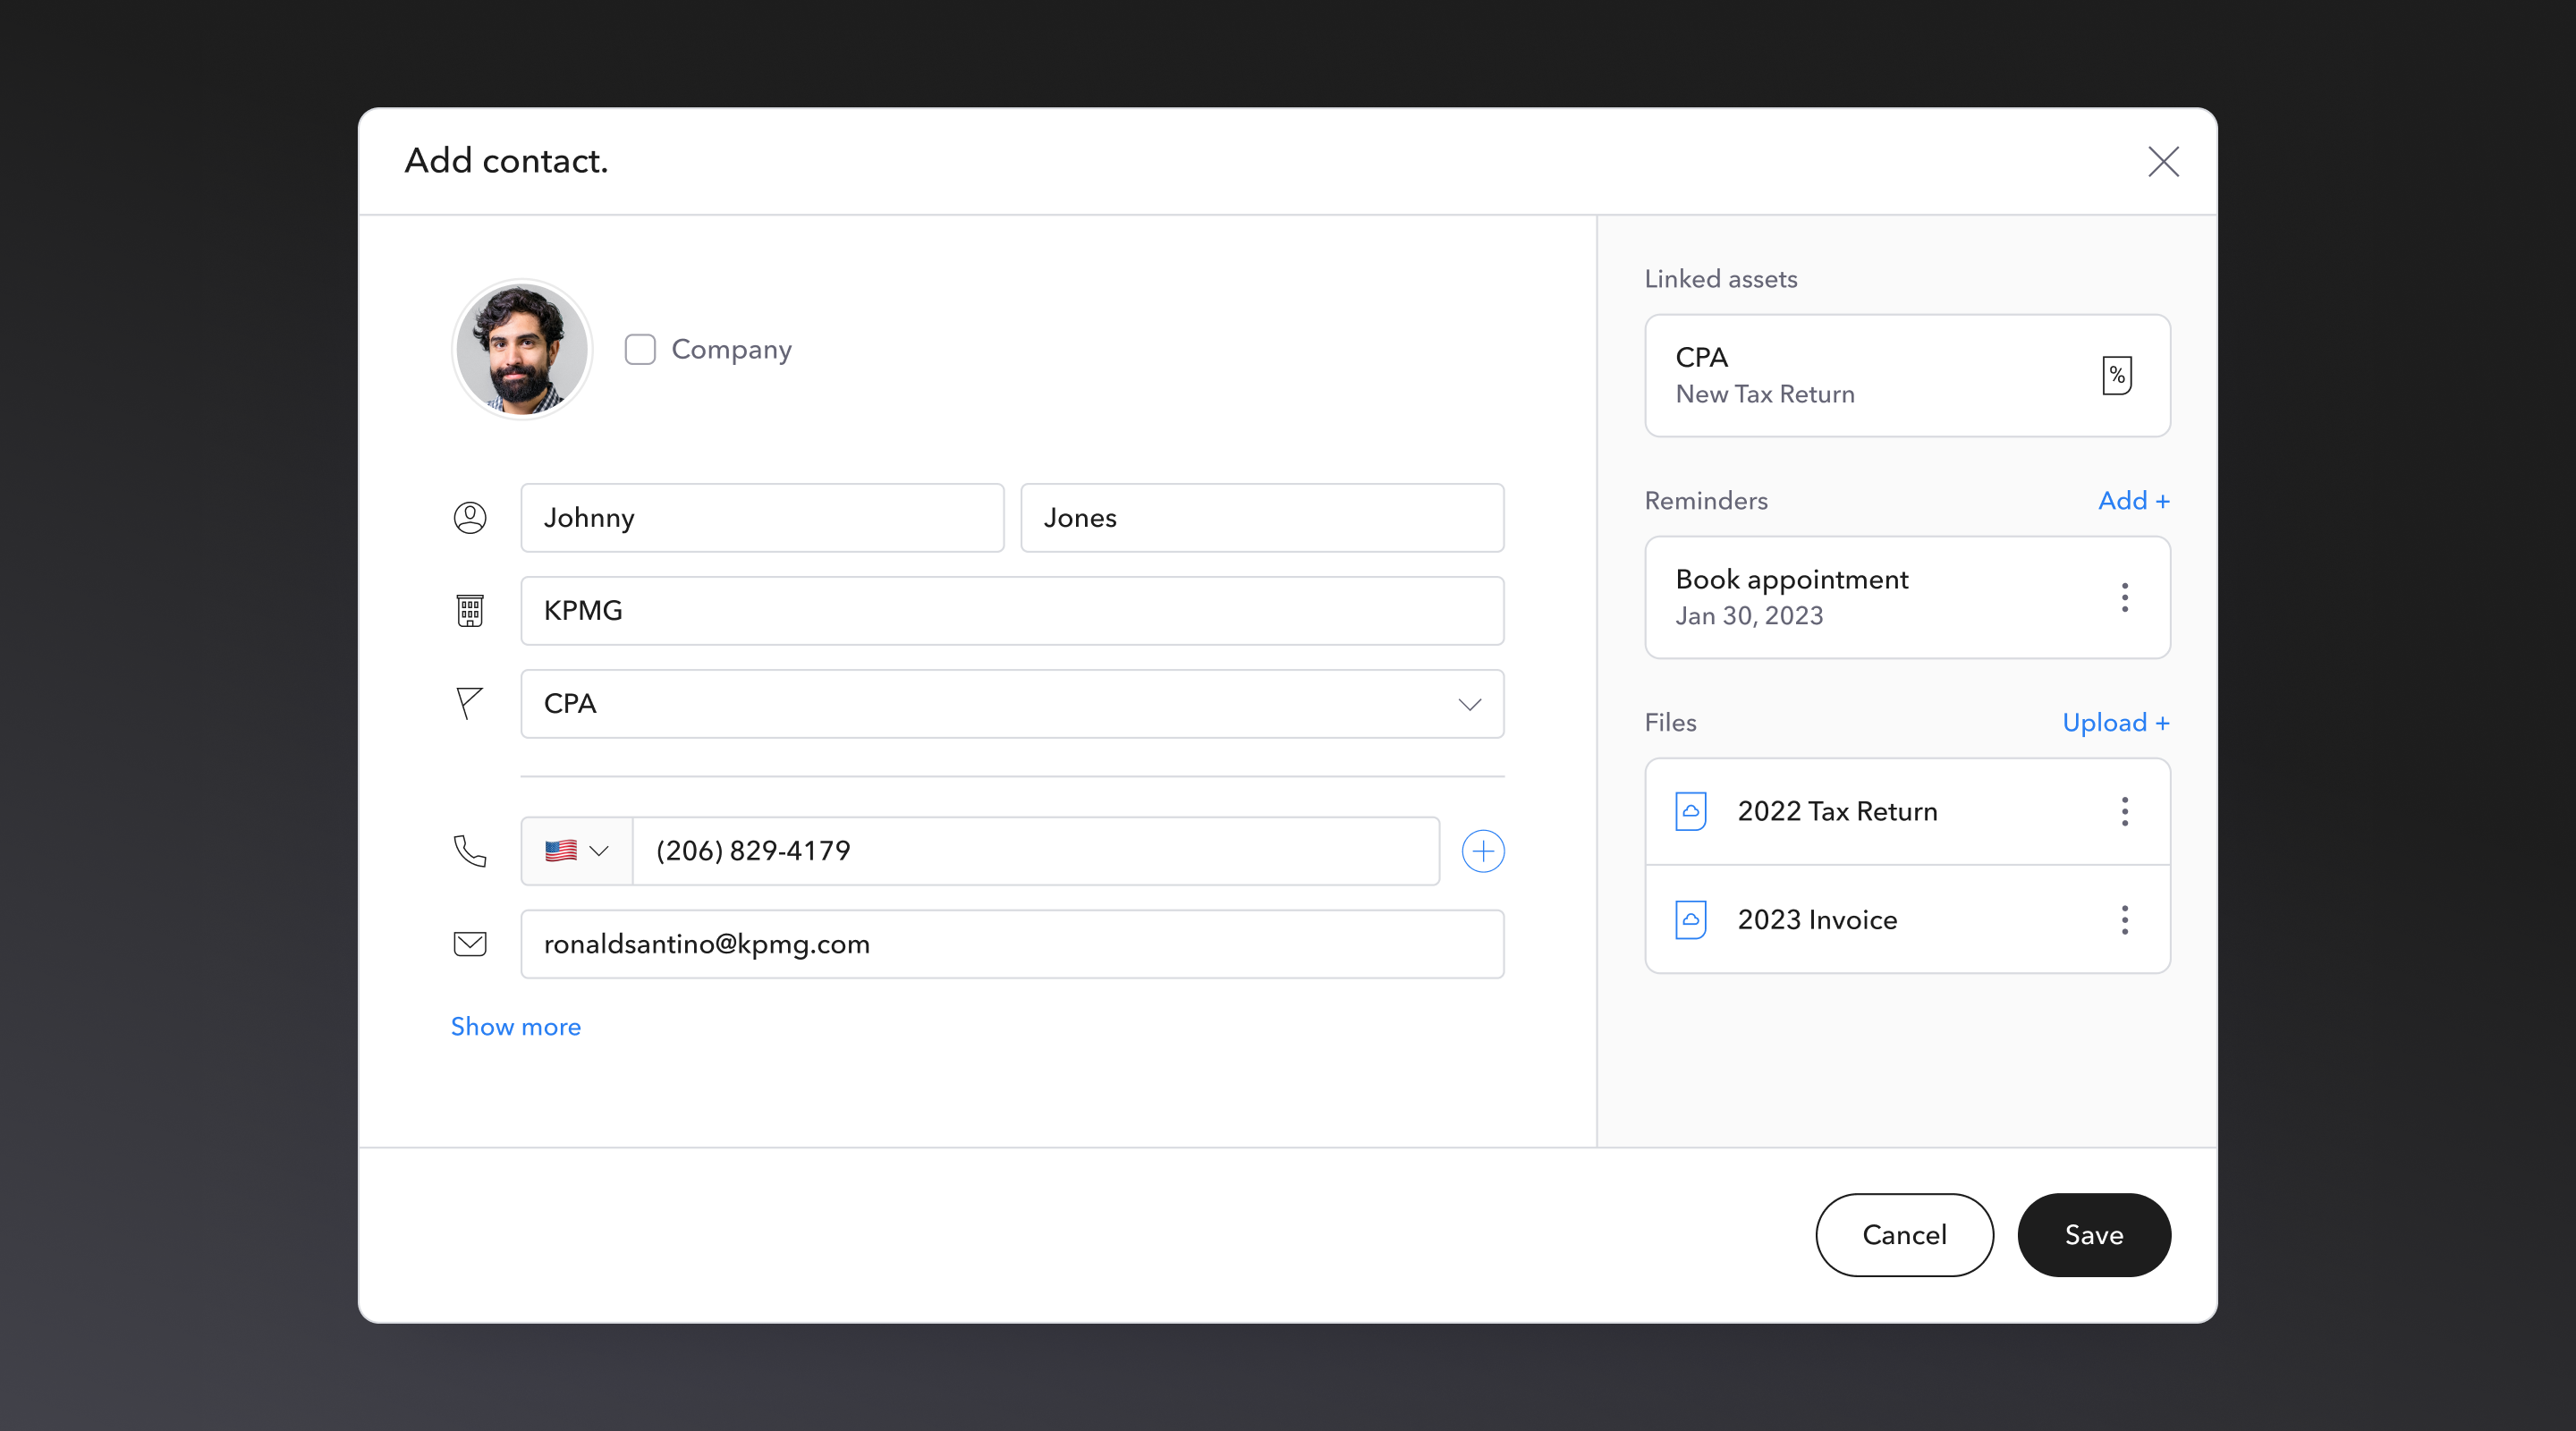 Add contact.
Company
Johnny
Jones
KPMG
CPA
(206) 829-4179
ronaldsantino@kpmg.com
Show more
Linked assets
CPA
New Tax Return
%
Reminders
Add +
Book appointment
Jan 30, 2023
Files
Upload +
2022 Tax Return
2023 Invoice
Cancel
Save